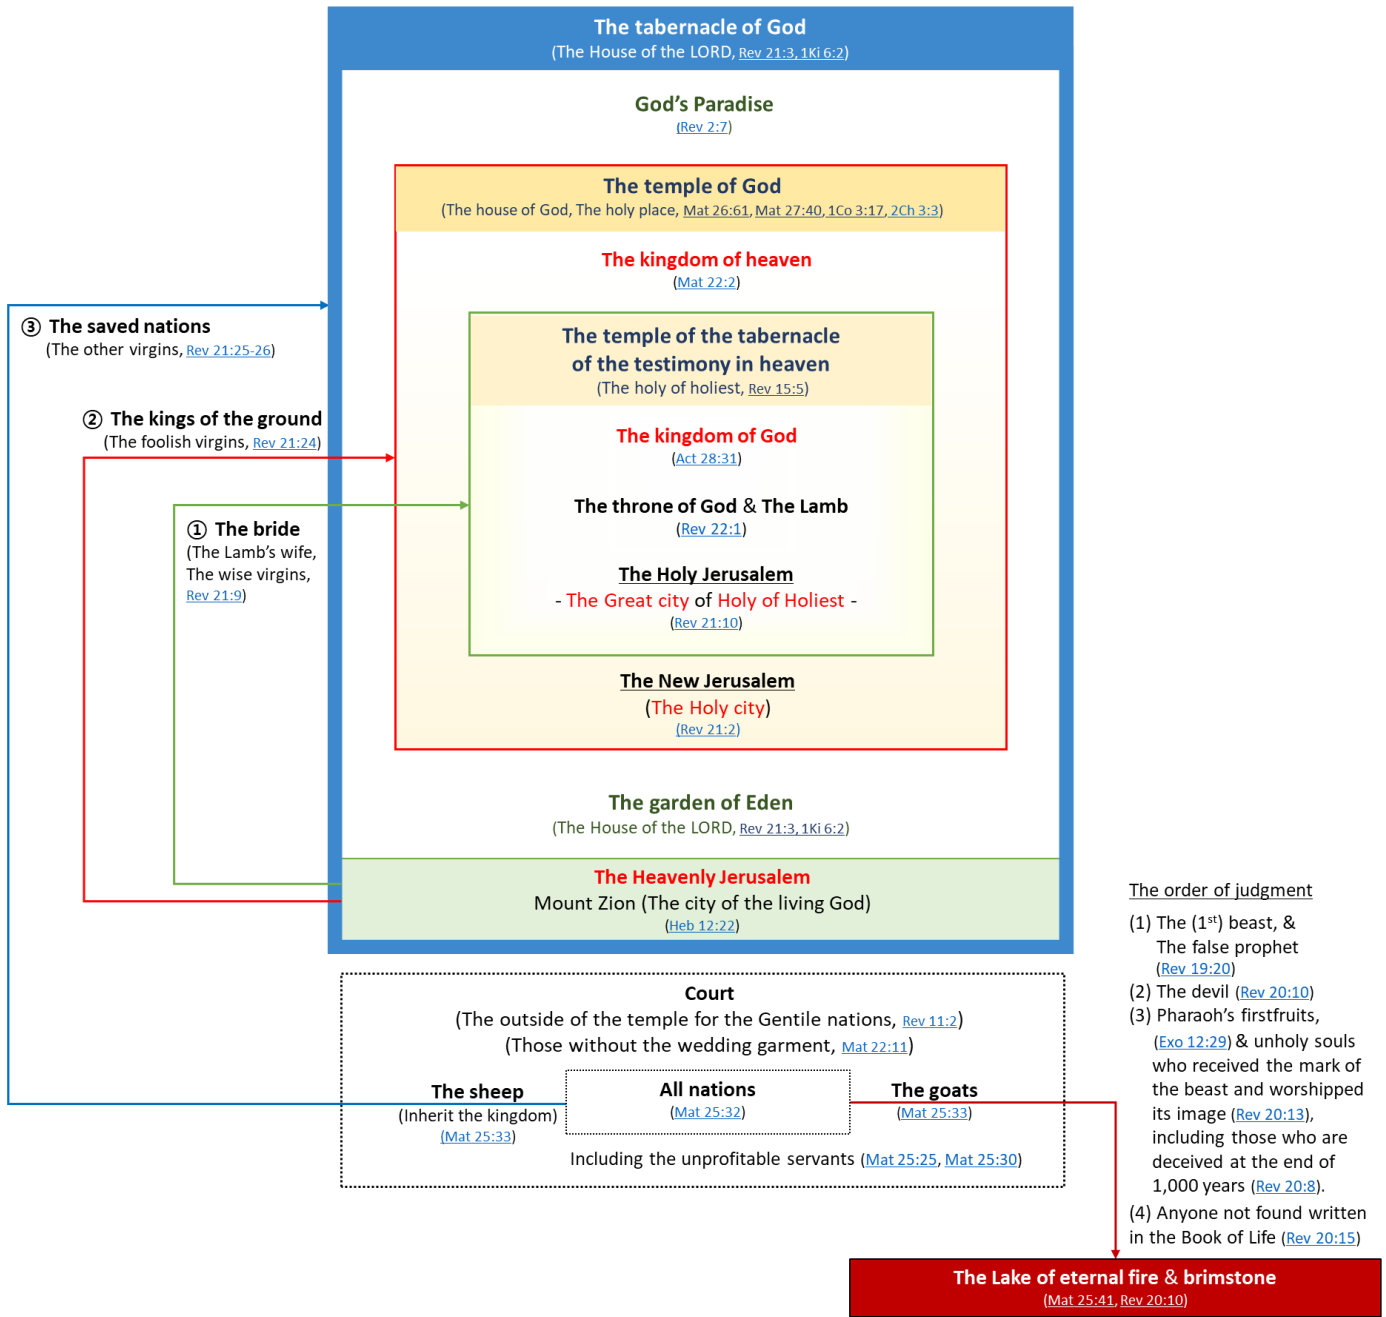 The tabernacle of God
(The House of the LORD, Rev 21:3, 1Ki 6:2)
God's Paradise
(Rev 2:7)
The temple of God
(The house of God, The holy place, Mat 26:61, Mat 27:40, 1Co 3:17, 2Ch 3:3)
The kingdom of heaven
(Mat 22:2)
The temple of the tabernacle
of the testimony in heaven
(The holy of holiest, Rev 15:5)
The kingdom of God
(Act 28:31)
The throne of God & The Lamb
(Rev 22:1)
The Holy Jerusalem
- The Great city of Holy of Holiest -
(Rev 21:10)
The New Jerusalem
(The Holy city)
(Rev 21:2)
The garden of Eden
(The House of the LORD, Rev 21:3, 1Ki 6:2)
The Heavenly Jerusalem
Mount Zion (The city of the living God)
(Heb 12:22)
③ The saved nations
(The other virgins, Rev 21:25-26)
② The kings of the ground
(The foolish virgins, Rev 21:24)
① The bride
(The Lamb's wife,
The wise virgins,
Rev 21:9)
Court
(The outside of the temple for the Gentile nations, Rev 11:2)
(Those without the wedding garment, Mat 22:11)
The sheep
(Inherit the kingdom)
(Mat 25:33)
All nations
(Mat 25:32)
The goats
(Mat 25:33)
Including the unprofitable servants (Mat 25:25, Mat 25:30)
The order of judgment
(1) The (1st) beast, &
The false prophet
(Rev 19:20)
(2) The devil (Rev 20:10)
(3) Pharaoh's firstfruits,
(Exo 12:29) & unholy souls
who received the mark of
the beast and worshipped
its image (Rev 20:13),
including those who are
deceived at the end of
1,000 years (Rev 20:8).
(4) Anyone not found written
in the Book of Life (Rev 20:15)
The Lake of eternal fire & brimstone
(Mat 25:41, Rev 20:10)